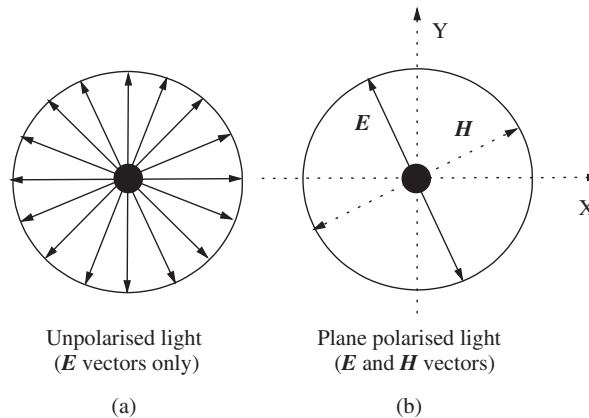 Y
E
H
X
Unpolarised light
(E vectors only)
Plane polarised light
(E and H vectors)
(a)
(b)